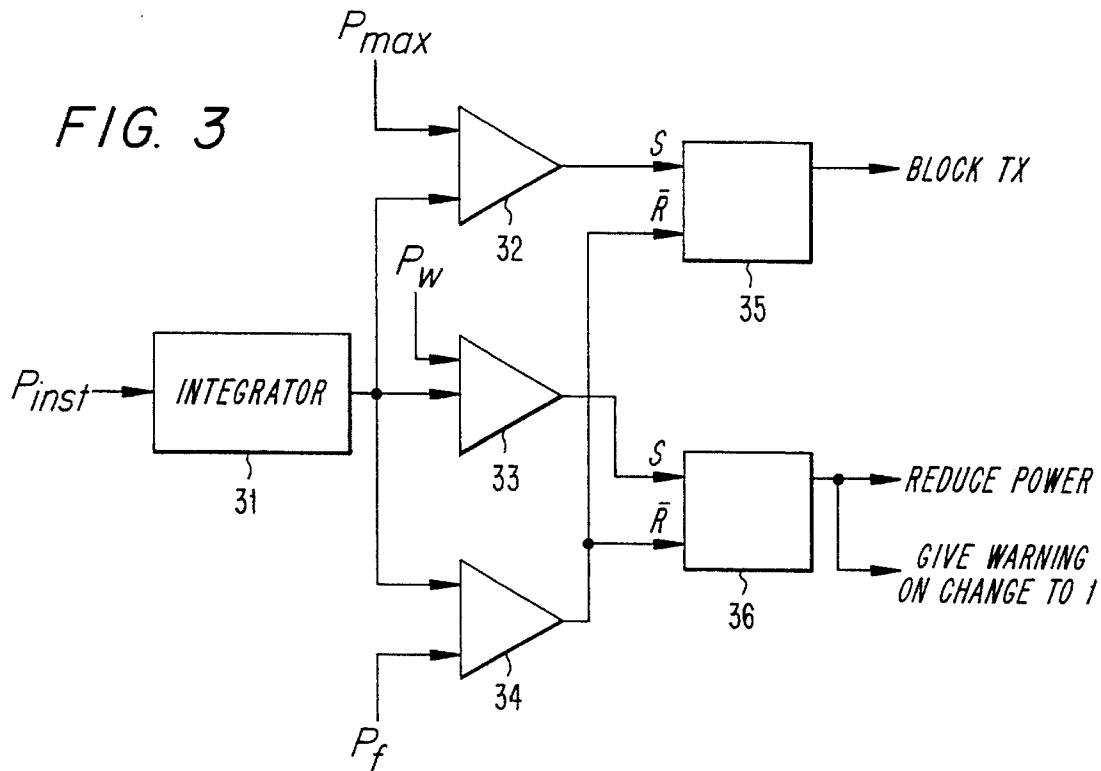 P_max
FIG. 3
S
BLOCK TX
R̄
32
P_w
35
P_inst
INTEGRATOR
31
33
S
REDUCE POWER
R̄
GIVE WARNING
ON CHANGE TO 1
36
34
P_f